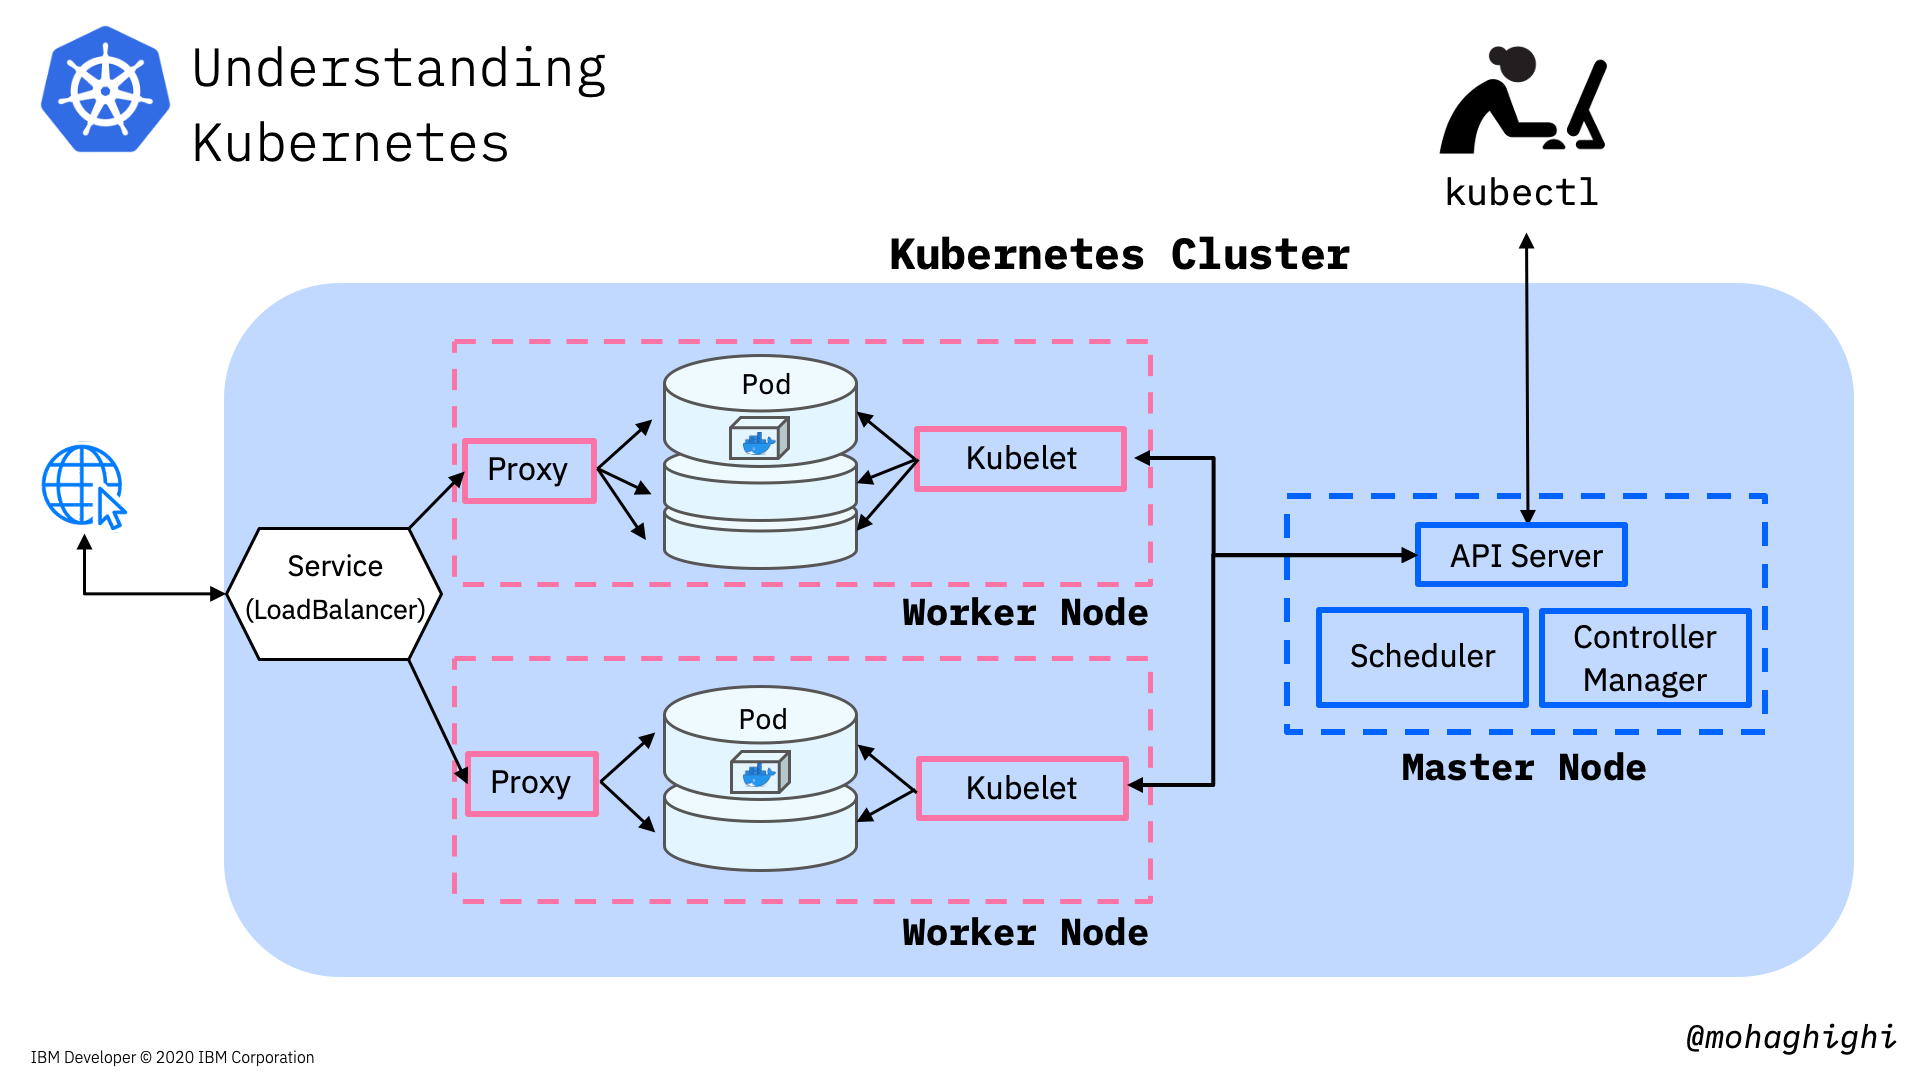 Understanding
Kubernetes
kubectl
Kubernetes Cluster
Pod
Proxy
Kubelet
Service
(LoadBalancer)
Worker Node
API Server
Scheduler
Controller
Manager
Master Node
Pod
Proxy
Kubelet
Worker Node
@mohaghighi
IBM Developer © 2020 IBM Corporation